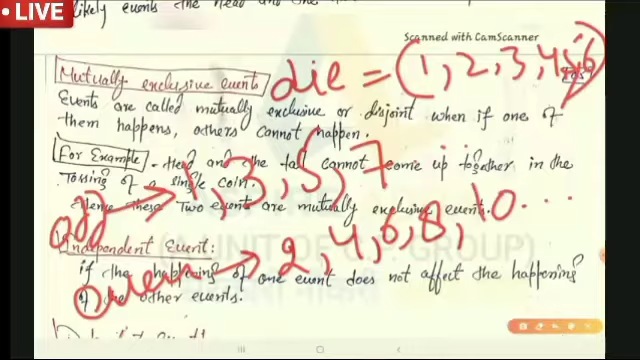 LIVE
likely events the Head and the
Scanned with CamScanner
Mutually exclusive events
die = (1, 2, 3, 4, 5, 6)
Events are called mutually exclusive or disjoint when if one of
them happens, others cannot happen.
For Example - Head and the tail cannot come up together in the
Tossing of a single coin.
1, 3, 5, 7
Two event are mutually exclusive event.
odd
2, 4, 6, 8, 10 ...
Independent Event:
if the happening of one event does not affect the happening
of the other events.
even